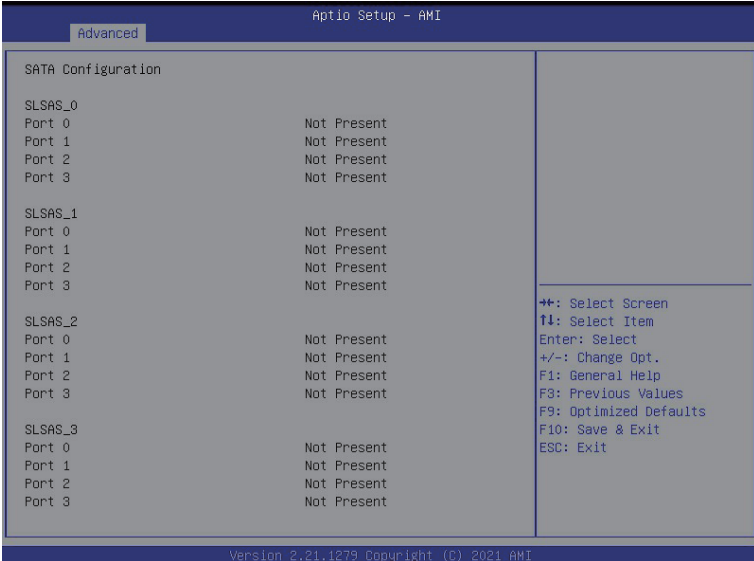 Aptio Setup – AMI
Advanced
SATA Configuration
SLSAS_0
Port 0 Not Present
Port 1 Not Present
Port 2 Not Present
Port 3 Not Present
SLSAS_1
Port 0 Not Present
Port 1 Not Present
Port 2 Not Present
Port 3 Not Present
SLSAS_2
Port 0 Not Present
Port 1 Not Present
Port 2 Not Present
Port 3 Not Present
SLSAS_3
Port 0 Not Present
Port 1 Not Present
Port 2 Not Present
Port 3 Not Present
→←: Select Screen
↑↓: Select Item
Enter: Select
+/-: Change Opt.
F1: General Help
F3: Previous Values
F9: Optimized Defaults
F10: Save & Exit
ESC: Exit
Version 2.21.1279 Copyright (C) 2021 AMI